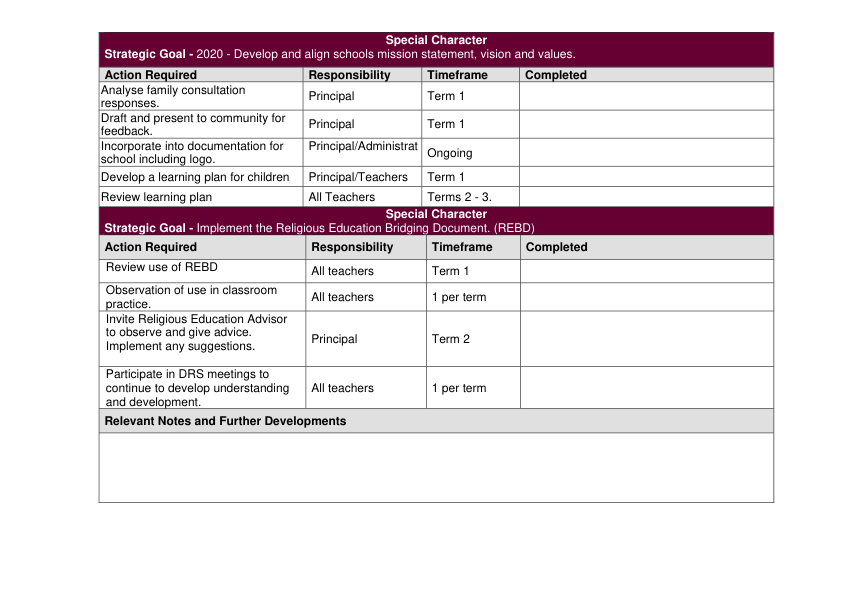 Special Character
Strategic Goal - 2020 - Develop and align schools mission statement, vision and values.
Action Required Responsibility Timeframe Completed
Analyse family consultation
responses.
Principal Term 1
Draft and present to community for
feedback.
Principal Term 1
Incorporate into documentation for
school including logo.
Principal/Administrat
Ongoing
Develop a learning plan for children Principal/Teachers Term 1
Review learning plan All Teachers Terms 2 - 3.
Special Character
Strategic Goal - Implement the Religious Education Bridging Document. (REBD)
Action Required Responsibility Timeframe Completed
Review use of REBD All teachers Term 1
Observation of use in classroom
practice.
All teachers 1 per term
Invite Religious Education Advisor
to observe and give advice.
Implement any suggestions.
Principal Term 2
Participate in DRS meetings to
continue to develop understanding
and development.
All teachers 1 per term
Relevant Notes and Further Developments